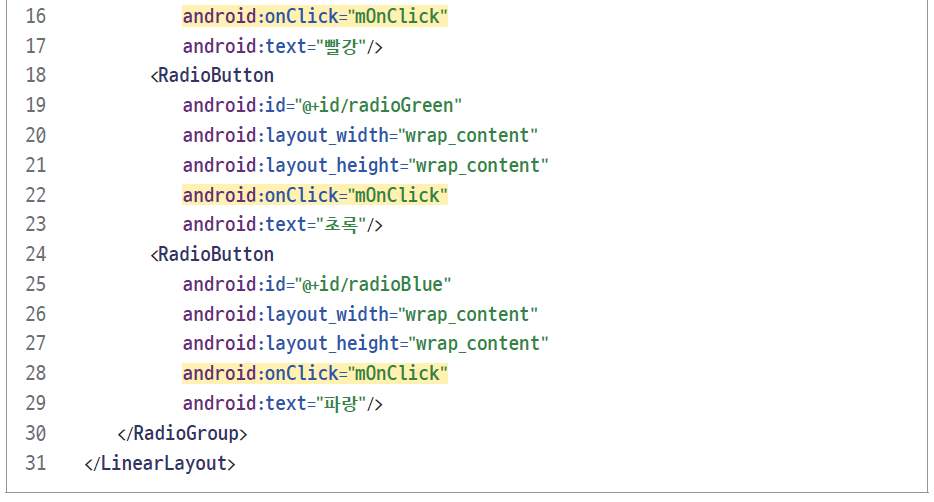 16 android:onClick="mOnClick"
17 android:text="빨강"/>
18 <RadioButton
19 android:id="@+id/radioGreen"
20 android:layout_width="wrap_content"
21 android:layout_height="wrap_content"
22 android:onClick="mOnClick"
23 android:text="초록"/>
24 <RadioButton
25 android:id="@+id/radioBlue"
26 android:layout_width="wrap_content"
27 android:layout_height="wrap_content"
28 android:onClick="mOnClick"
29 android:text="파랑"/>
30 </RadioGroup>
31 </LinearLayout>